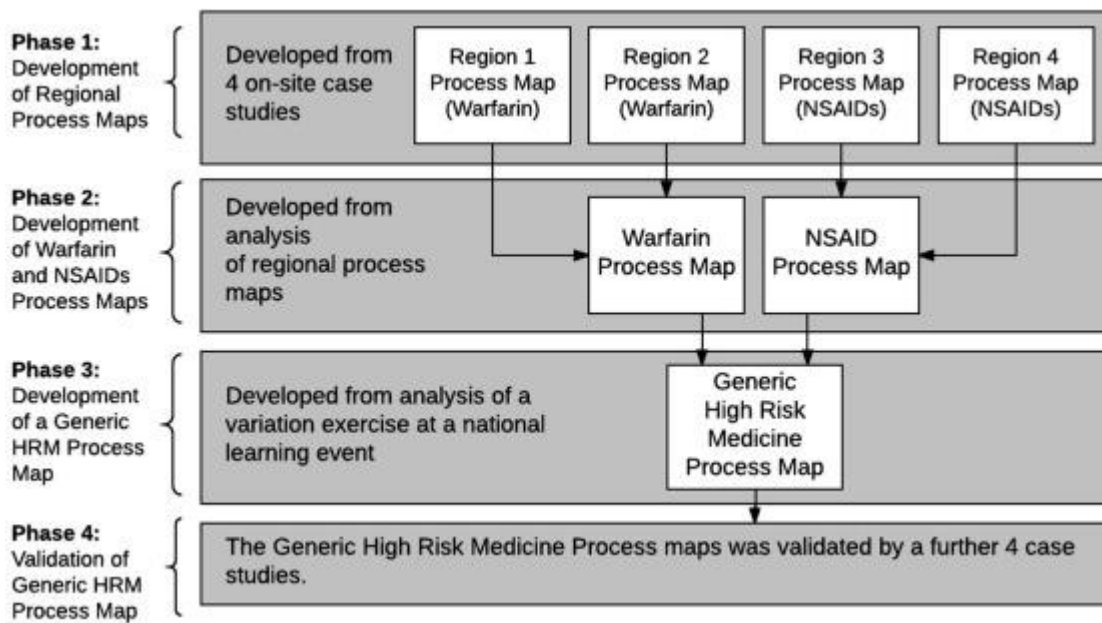 Phase 1:
Development
of Regional
Process Maps
Developed from
4 on-site case
studies
Region 1
Process Map
(Warfarin)
Region 2
Process Map
(Warfarin)
Region 3
Process Map
(NSAIDs)
Region 4
Process Map
(NSAIDs)
Phase 2:
Development
of Warfarin
and NSAIDs
Process Maps
Developed from
analysis
of regional process
maps
Warfarin
Process Map
NSAID
Process Map
Phase 3:
Development
of a Generic
HRM Process
Map
Developed from analysis of a
variation exercise at a national
learning event
Generic
High Risk
Medicine
Process Map
Phase 4:
Validation of
Generic HRM
Process Map
The Generic High Risk Medicine Process maps was validated by a further 4 case
studies.